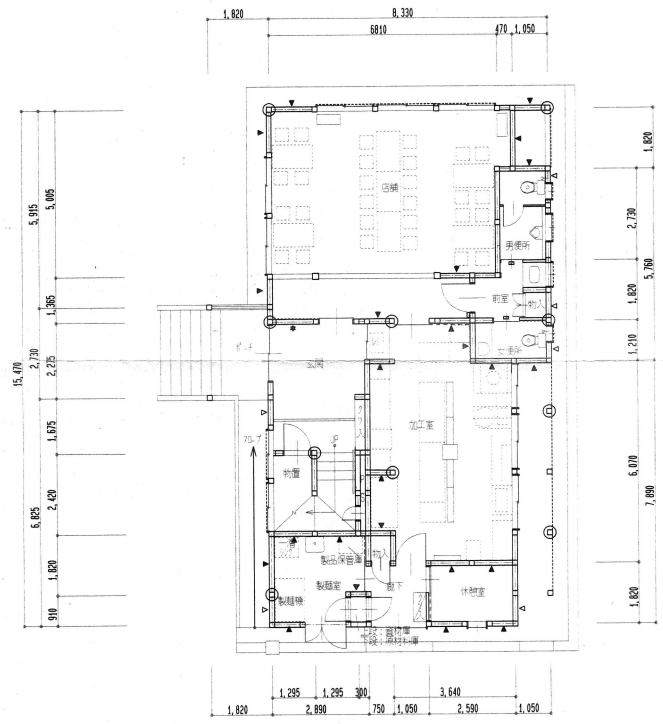 1,820
8,330
6810
470
1,050
15,470
5,915
5,005
1,365
2,730
2,275
1,675
6,825
2,420
1,820
910
1,820
2,730
5,760
1,820
1,210
6,070
7,890
1,820
店舗
男便所
前室
物入
女便所
ポーチ
玄関
加工室
スロープ
物置
UP
製品保管庫
物入
製麺室
製麺機
廊下
休憩室
1,295
1,295
300
3,640
1,820
2,890
750
1,050
2,590
1,050